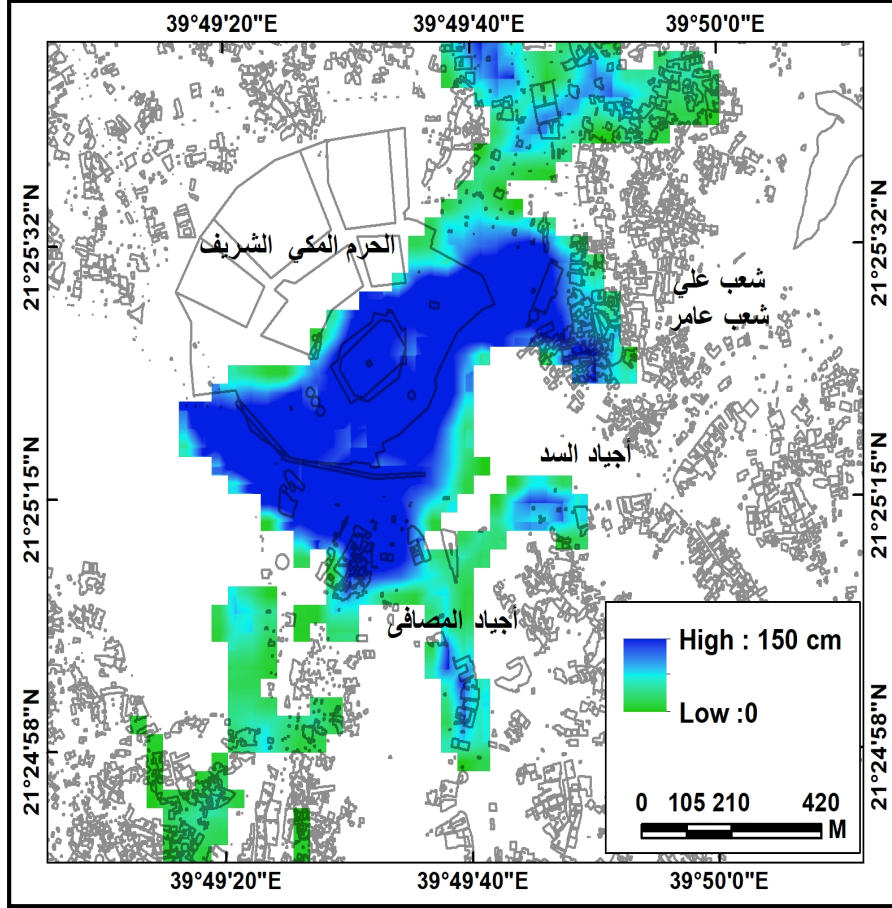 39°49'20"E 39°49'40"E 39°50'0"E
21°25'32"N 21°25'32"N
الحرم المكي الشريف
شعب علي
شعب عامر
أجياد السد
21°25'15"N 21°25'15"N
أجياد المصافى
High : 150 cm
Low :0
21°24'58"N 21°24'58"N
0 105 210 420
M
39°49'20"E 39°49'40"E 39°50'0"E